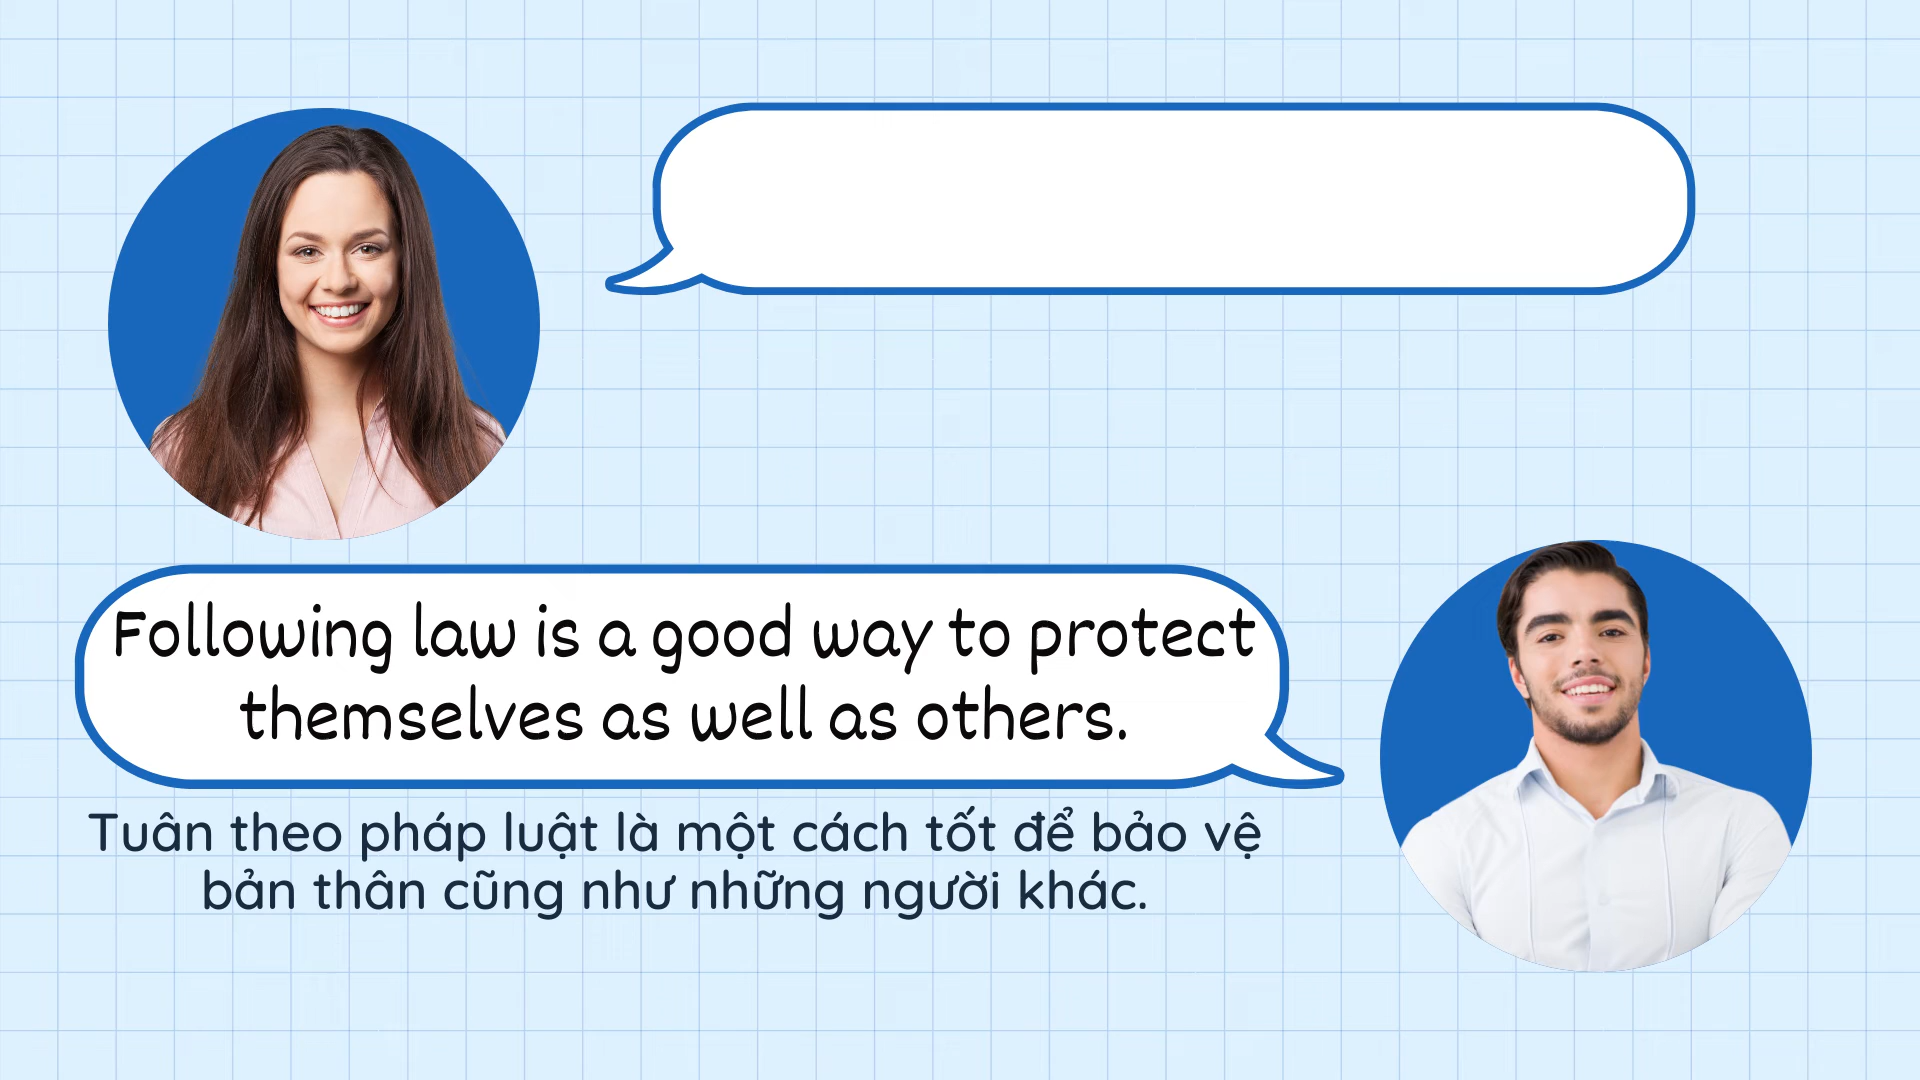 Following law is a good way to protect
themselves as well as others.
Tuân theo pháp luật là một cách tốt để bảo vệ
bản thân cũng như những người khác.